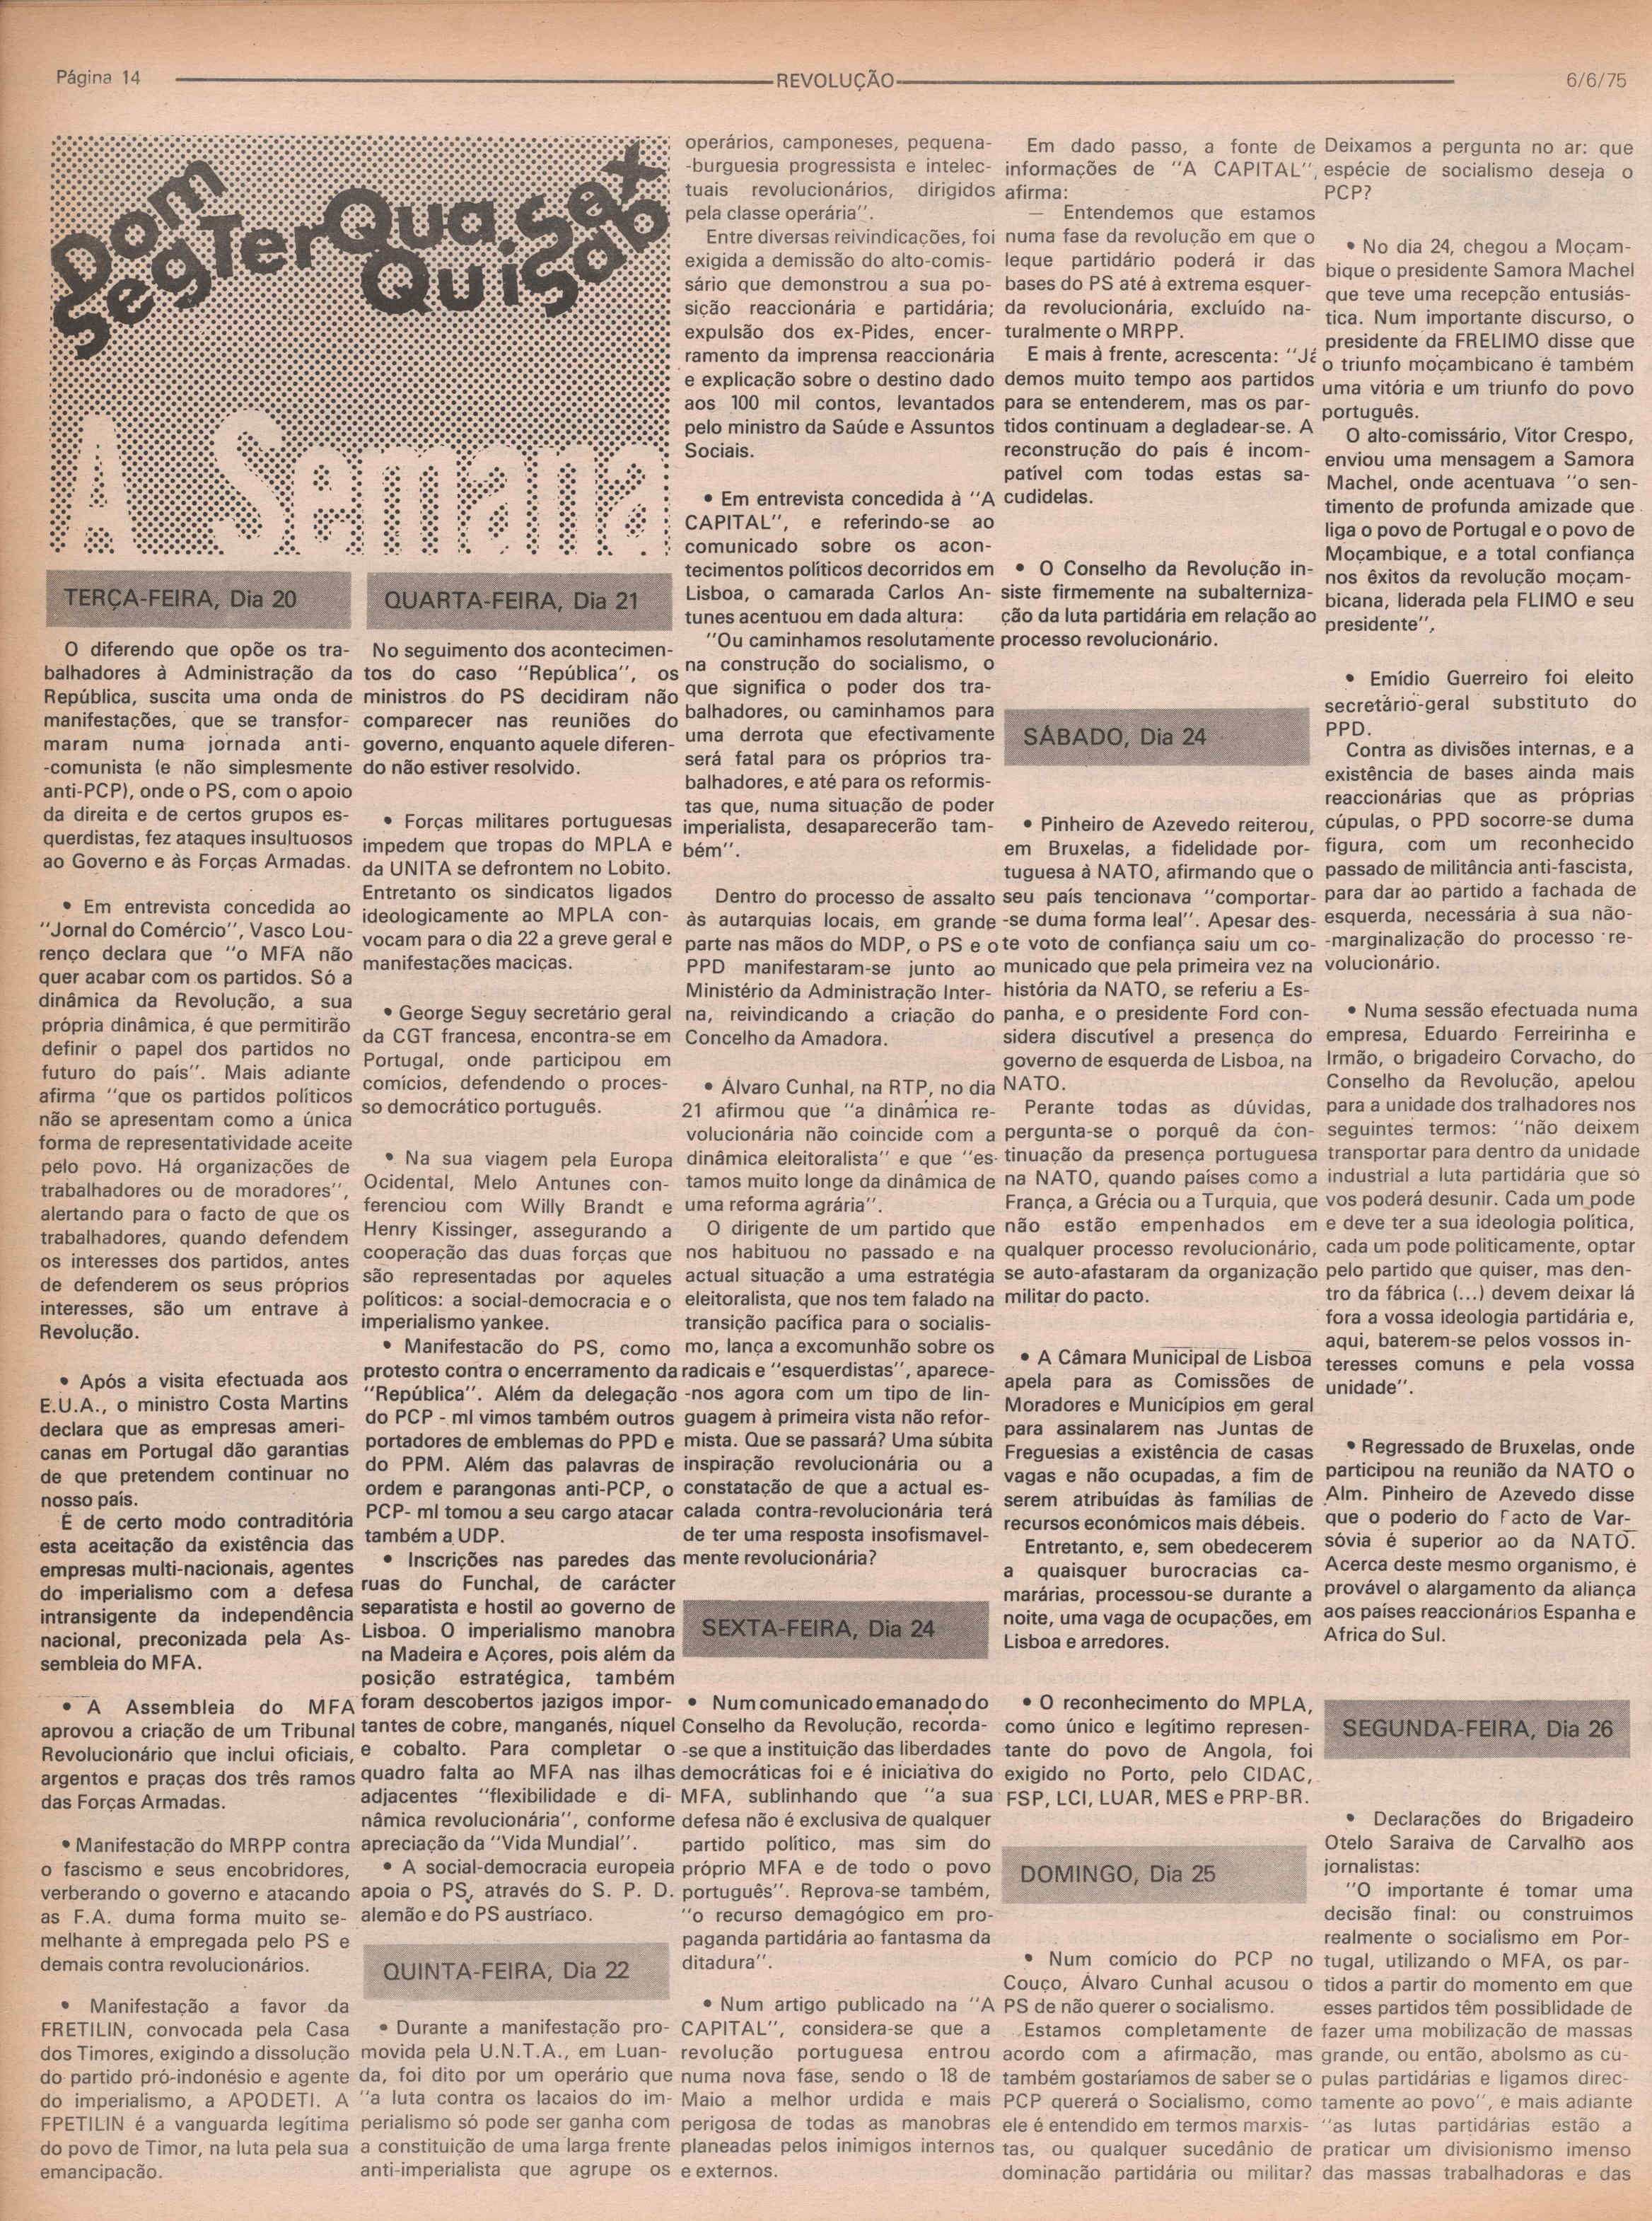 Página 14
REVOLUÇÃO
6/6/75
Dom
Seg Ter Qua Qui Sex Sab
A Semana
TERÇA-FEIRA, Dia 20
O diferendo que opõe os tra-
balhadores à Administração da
República, suscita uma onda de
manifestações, que se transfor-
maram numa jornada anti-
-comunista (e não simplesmente
anti-PCP), onde o PS, com o apoio
da direita e de certos grupos es-
querdistas, fez ataques insultuosos
ao Governo e às Forças Armadas.
• Em entrevista concedida ao
"Jornal do Comércio", Vasco Lou-
renço declara que "o MFA não
quer acabar com os partidos. Só a
dinâmica da Revolução, a sua
própria dinâmica, é que permitirão
definir o papel dos partidos no
futuro do país". Mais adiante
afirma "que os partidos políticos
não se apresentam como a única
forma de representatividade aceite
pelo povo. Há organizações de
trabalhadores ou de moradores",
alertando para o facto de que os
trabalhadores, quando defendem
os interesses dos partidos, antes
de defenderem os seus próprios
interesses, são um entrave à
Revolução.
• Após a visita efectuada aos
E.U.A., o ministro Costa Martins
declara que as empresas ameri-
canas em Portugal dão garantias
de que pretendem continuar no
nosso país.
É de certo modo contraditória
esta aceitação da existência das
empresas multi-nacionais, agentes
do imperialismo com a defesa
intransigente da independência
nacional, preconizada pela As-
sembleia do MFA.
• A Assembleia do MFA
aprovou a criação de um Tribunal
Revolucionário que inclui oficiais,
argentos e praças dos três ramos
das Forças Armadas.
• Manifestação do MRPP contra
o fascismo e seus encobridores,
verberando o governo e atacando
as F.A. duma forma muito se-
melhante à empregada pelo PS e
demais contra revolucionários.
• Manifestação a favor da
FRETILIN, convocada pela Casa
dos Timores, exigindo a dissolução
do partido pró-indonésio e agente
do imperialismo, a APODETI. A
FPETILIN é a vanguarda legítima
do povo de Timor, na luta pela sua
emancipacão.
QUARTA-FEIRA, Dia 21
No seguimento dos acontecimen-
tos do caso "República", os
ministros do PS decidiram não
comparecer nas reuniões do
governo, enquanto aquele diferen-
do não estiver resolvido.
• Forças militares portuguesas
impedem que tropas do MPLA e
da UNITA se defrontem no Lobito.
Entretanto os sindicatos ligados
ideologicamente ao MPLA con-
vocam para o dia 22 a greve geral e
manifestações maciças.
• George Seguy secretário geral
da CGT francesa, encontra-se em
Portugal, onde participou em
comícios, defendendo o proces-
so democrático português.
• Na sua viagem pela Europa
Ocidental, Melo Antunes con-
ferenciou com Willy Brandt e
Henry Kissinger, assegurando a
cooperação das duas forças que
são representadas por aqueles
políticos: a social-democracia e o
imperialismo yankee.
• Manifestacão do PS, como
protesto contra o encerramento da
"República". Além da delegação
do PCP - ml vimos também outros
portadores de emblemas do PPD e
do PPM. Além das palavras de
ordem e parangonas anti-PCP, o
PCP- ml tomou a seu cargo atacar
também a UDP.
• Inscrições nas paredes das
ruas do Funchal, de carácter
separatista e hostil ao governo de
Lisboa. O imperialismo manobra
na Madeira e Açores, pois além da
posição estratégica, também
foram descobertos jazigos impor-
tantes de cobre, manganés, níquel
e cobalto. Para completar o
quadro falta ao MFA nas ilhas
adjacentes "flexibilidade e di-
nâmica revolucionária", conforme
apreciação da "Vida Mundial".
• A social-democracia europeia
apoia o PS, através do S. P. D.
alemão e do PS austríaco.
QUINTA-FEIRA, Dia 22
• Durante a manifestação pro-
movida pela U.N.T.A., em Luan-
da, foi dito por um operário que
"a luta contra os lacaios do im-
perialismo só pode ser ganha com
a constituição de uma larga frente
anti-imperialista que agrupe os
operários, camponeses, pequena-
-burguesia progressista e intelec-
tuais revolucionários, dirigidos
pela classe operária".
Entre diversas reivindicações, foi
exigida a demissão do alto-comis-
sário que demonstrou a sua po-
sição reaccionária e partidária;
expulsão dos ex-Pides, encer-
ramento da imprensa reaccionária
e explicação sobre o destino dado
aos 100 mil contos, levantados
pelo ministro da Saúde e Assuntos
Sociais.
• Em entrevista concedida à "A
CAPITAL", e referindo-se ao
comunicado sobre os acon-
tecimentos políticos decorridos em
Lisboa, o camarada Carlos An-
tunes acentuou em dada altura:
"Ou caminhamos resolutamente
na construção do socialismo, o
que significa o poder dos tra-
balhadores, ou caminhamos para
uma derrota que efectivamente
será fatal para os próprios tra-
balhadores, e até para os reformis-
tas que, numa situação de poder
imperialista, desaparecerão tam-
bém".
Dentro do processo de assalto
às autarquias locais, em grande
parte nas mãos do MDP, o PS e o
PPD manifestaram-se junto ao
Ministério da Administração Inter-
na, reivindicando a criação do
Concelho da Amadora.
• Álvaro Cunhal, na RTP, no dia
21 afirmou que "a dinâmica re-
volucionária não coincide com a
dinâmica eleitoralista" e que "es-
tamos muito longe da dinâmica de
uma reforma agrária".
O dirigente de um partido que
nos habituou no passado e na
actual situação a uma estratégia
eleitoralista, que nos tem falado na
transição pacífica para o socialis-
mo, lança a excomunhão sobre os
radicais e "esquerdistas", aparece-
-nos agora com um tipo de lin-
guagem à primeira vista não refor-
mista. Que se passará? Uma súbita
inspiração revolucionária ou a
constatação de que a actual es-
calada contra-revolucionária terá
de ter uma resposta insofismavel-
mente revolucionária?
SEXTA-FEIRA, Dia 24
• Num comunicado emanado do
Conselho da Revolução, recorda-
-se que a instituição das liberdades
democráticas foi e é iniciativa do
MFA, sublinhando que "a sua
defesa não é exclusiva de qualquer
partido político, mas sim do
próprio MFA e de todo o povo
português". Reprova-se também,
"o recurso demagógico em pro-
paganda partidária ao fantasma da
ditadura".
• Num artigo publicado na "A
CAPITAL", considera-se que a
revolução portuguesa entrou
numa nova fase, sendo o 18 de
Maio a melhor urdida e mais
perigosa de todas as manobras
planeadas pelos inimigos internos
e externos.
Em dado passo, a fonte de
informações de "A CAPITAL",
afirma:
— Entendemos que estamos
numa fase da revolução em que o
leque partidário poderá ir das
bases do PS até à extrema esquer-
da revolucionária, excluído na-
turalmente o MRPP.
E mais à frente, acrescenta: "Já
demos muito tempo aos partidos
para se entenderem, mas os par-
tidos continuam a degladear-se. A
reconstrução do país é incom-
patível com todas estas sa-
cudidelas.
• O Conselho da Revolução in-
siste firmemente na subalterniza-
ção da luta partidária em relação ao
processo revolucionário.
SÁBADO, Dia 24
• Pinheiro de Azevedo reiterou,
em Bruxelas, a fidelidade por-
tuguesa à NATO, afirmando que o
seu país tencionava "comportar-
-se duma forma leal". Apesar des-
te voto de confiança saiu um co-
municado que pela primeira vez na
história da NATO, se referiu a Es-
panha, e o presidente Ford con-
sidera discutível a presença do
governo de esquerda de Lisboa, na
NATO.
Perante todas as dúvidas,
pergunta-se o porquê da con-
tinuação da presença portuguesa
na NATO, quando países como a
França, a Grécia ou a Turquia, que
não estão empenhados em
qualquer processo revolucionário,
se auto-afastaram da organização
militar do pacto.
• A Câmara Municipal de Lisboa
apela para as Comissões de
Moradores e Municípios em geral
para assinalarem nas Juntas de
Freguesias a existência de casas
vagas e não ocupadas, a fim de
serem atribuídas às famílias de
recursos económicos mais débeis.
Entretanto, e, sem obedecerem
a quaisquer burocracias ca-
marárias, processou-se durante a
noite, uma vaga de ocupações, em
Lisboa e arredores.
• O reconhecimento do MPLA,
como único e legítimo represen-
tante do povo de Angola, foi
exigido no Porto, pelo CIDAC,
FSP, LCI, LUAR, MES e PRP-BR.
DOMINGO, Dia 25
• Num comício do PCP no
Couço, Álvaro Cunhal acusou o
PS de não querer o socialismo.
Estamos completamente de
acordo com a afirmação, mas
também gostaríamos de saber se o
PCP quererá o Socialismo, como
ele é entendido em termos marxis-
tas, ou qualquer sucedânio de
dominação partidária ou militar?
Deixamos a pergunta no ar: que
espécie de socialismo deseja o
PCP?
• No dia 24, chegou a Moçam-
bique o presidente Samora Machel
que teve uma recepção entusiás-
tica. Num importante discurso, o
presidente da FRELIMO disse que
o triunfo moçambicano é também
uma vitória e um triunfo do povo
português.
O alto-comissário, Vitor Crespo,
enviou uma mensagem a Samora
Machel, onde acentuava "o sen-
timento de profunda amizade que
liga o povo de Portugal e o povo de
Moçambique, e a total confiança
nos êxitos da revolução moçam-
bicana, liderada pela FLIMO e seu
presidente",
• Emídio Guerreiro foi eleito
secretário-geral substituto do
PPD.
Contra as divisões internas, e a
existência de bases ainda mais
reaccionárias que as próprias
cúpulas, o PPD socorre-se duma
figura, com um reconhecido
passado de militância anti-fascista,
para dar ao partido a fachada de
esquerda, necessária à sua não-
-marginalização do processo re-
volucionário.
• Numa sessão efectuada numa
empresa, Eduardo Ferreirinha e
Irmão, o brigadeiro Corvacho, do
Conselho da Revolução, apelou
para a unidade dos tralhadores nos
seguintes termos: "não deixem
transportar para dentro da unidade
industrial a luta partidária que só
vos poderá desunir. Cada um pode
e deve ter a sua ideologia política,
cada um pode politicamente, optar
pelo partido que quiser, mas den-
tro da fábrica (...) devem deixar lá
fora a vossa ideologia partidária e,
aqui, baterem-se pelos vossos in-
teresses comuns e pela vossa
unidade".
• Regressado de Bruxelas, onde
participou na reunião da NATO o
Alm. Pinheiro de Azevedo disse
que o poderio do Facto de Var-
sóvia é superior ao da NATO.
Acerca deste mesmo organismo, é
provável o alargamento da aliança
aos países reaccionários Espanha e
Africa do Sul.
SEGUNDA-FEIRA, Dia 26
• Declarações do Brigadeiro
Otelo Saraiva de Carvalho aos
jornalistas:
"O importante é tomar uma
decisão final: ou construimos
realmente o socialismo em Por-
tugal, utilizando o MFA, os par-
tidos a partir do momento em que
esses partidos têm possiblidade de
fazer uma mobilização de massas
grande, ou então, abolsmo as cu-
pulas partidárias e ligamos direc-
tamente ao povo", e mais adiante
"as lutas partidárias estão a
praticar um divisionismo imenso
das massas trabalhadoras e das